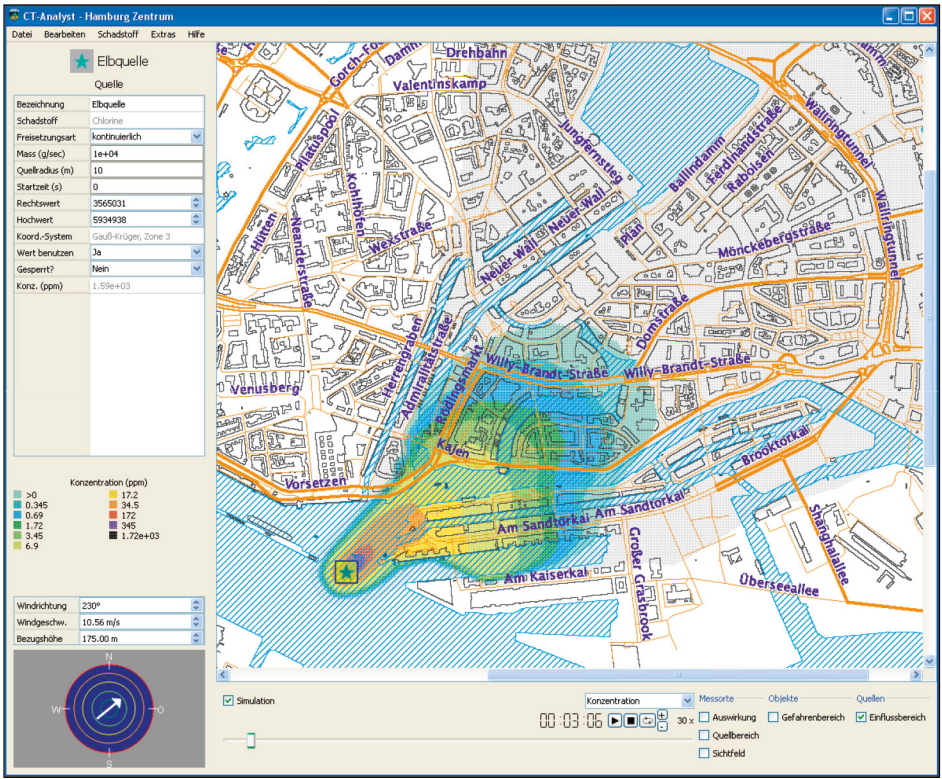 CT-Analyst - Hamburg Zentrum
Datei Bearbeiten Schadstoff Extras Hilfe
Elbquelle
Quelle
Bezeichnung Elbquelle
Schadstoff Chlorine
Freisetzungsart kontinuierlich
Mass (g/sec) 1e+04
Quellradius (m) 10
Startzeit (s) 0
Rechtswert 3565031
Hochwert 5934938
Koord.-System Gauß-Krüger, Zone 3
Wert benutzen Ja
Gesperrt? Nein
Konz. (ppm) 1.59e+03
Konzentration (ppm)
>0 17.2
0.345 34.5
0.69 172
1.72 345
3.45 1.72e+03
6.9
Windrichtung 230°
Windgeschw. 10.56 m/s
Bezugshöhe 175.00 m
N
W O
S
Drehbahn
Valentinskamp
Pilatuspool
Kohlhöfen
Hütten
Neanderstraße
Wexstraße
Jungfernstieg
Neuer Wall
Neuer Wall
Plan
Ballindamm
Ferdinandstraße
Raboisen
Wallringtunnel
Wallringtunnel
Mönckebergstraße
Domstraße
Herrengraben
Admiralitätstraße
Rödingsmarkt
Willy-Brandt-Straße
Willy-Brandt-Straße
Venusberg
Kajen
Vorsetzen
Brooktorkai
Am Sandtorkai
Am Sandtorkai
Am Kaiserkai
Großer Grasbrook
Shanghaiallee
Überseeallee
Simulation
Konzentration
00:03:06
+
-
30 x
Messorte Objekte Quellen
Auswirkung Gefahrenbereich Einflussbereich
Quellbereich
Sichtfeld